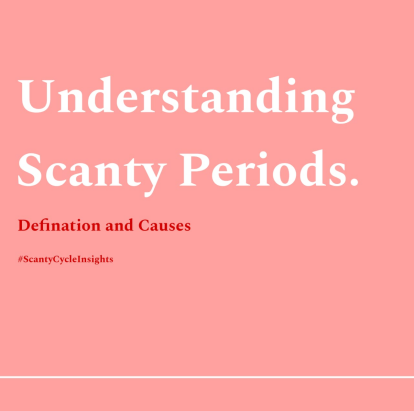 Understanding
Scanty Periods.
Defination and Causes
#ScantyCycleInsights